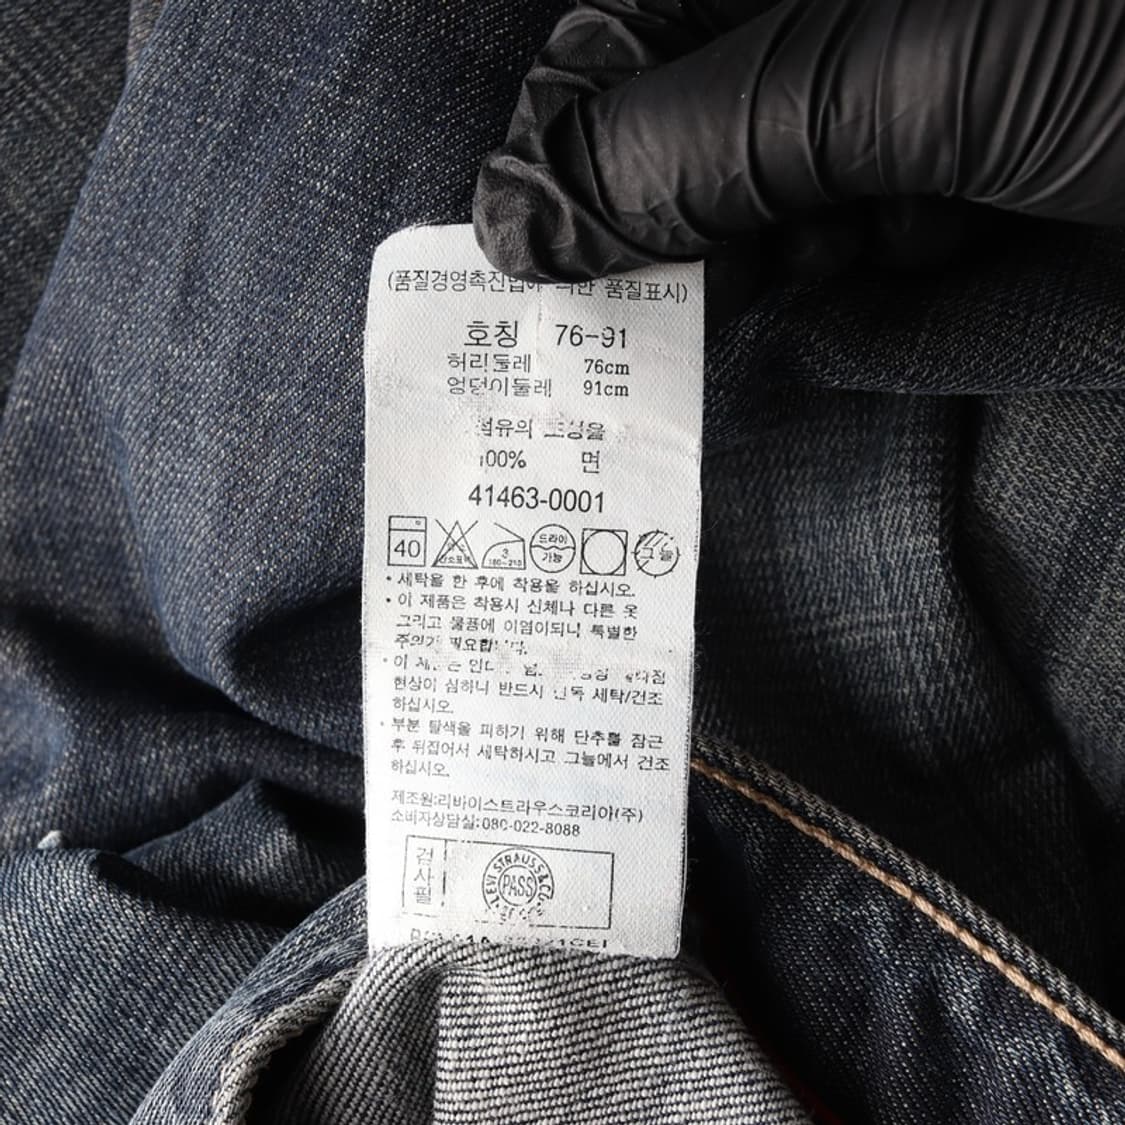 (품질경영촉진법에 의한 품질표시)
호칭 76-91
허리둘레 76cm
엉덩이둘레 91cm
섬유의 조성율
100% 면
41463-0001
40 3 180~210 드라이 가능 그늘
• 세탁을 한 후에 착용을 하십시오.
• 이 제품은 착용시 신체나 다른 옷
그리고 물품에 이염이되니 특별한
주의가 필요합니다.
• 이
현상이 심하니 반드시 단독 세탁/건조
하십시오.
• 부분 탈색을 피하기 위해 단추를 잠근
후 뒤집어서 세탁하시고 그늘에서 건조
하십시오.
제조원:리바이스트라우스코리아(주)
소비자상담실:080-022-8088
검사필
LEVI STRAUSS & CO.
PASS